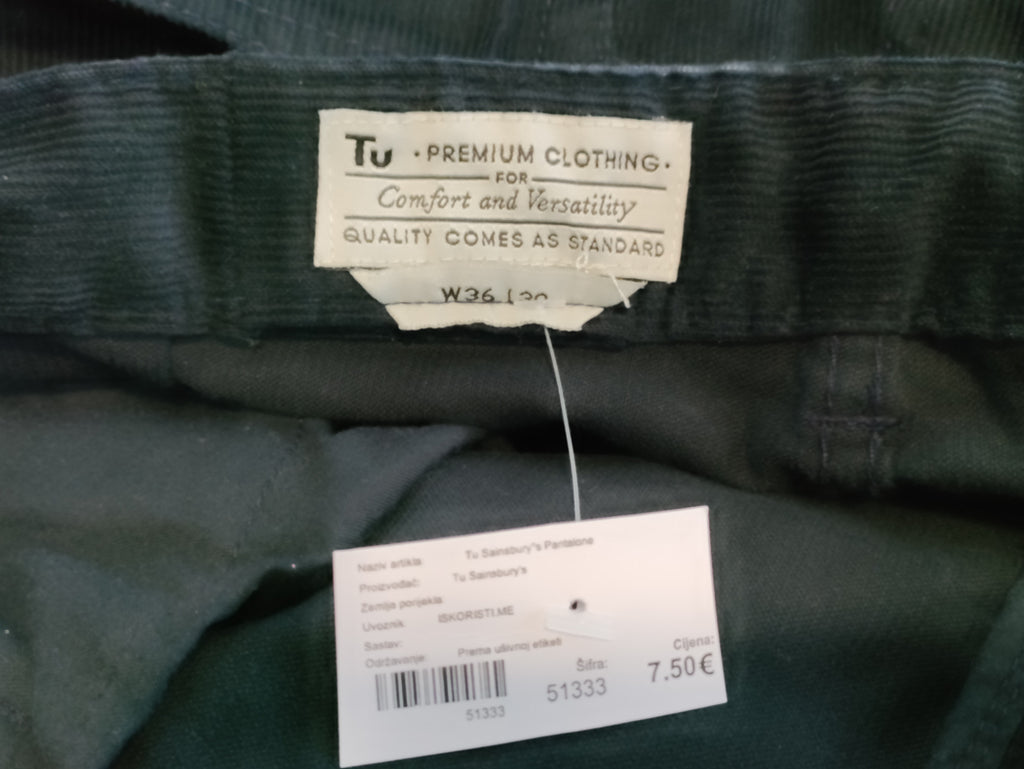 Tu · PREMIUM CLOTHING ·
FOR
Comfort and Versatility
QUALITY COMES AS STANDARD
W36
Naziv artikla: Tu Sainsbury"s Pantalone
Proizvođač: Tu Sainsbury's
Zemlja porijekla:
Uvoznik: ISKORISTI.ME
Sastav:
Održavanje: Prema ušivnoj etiketi
51333
Šifra:
51333
Cijena:
7.50€